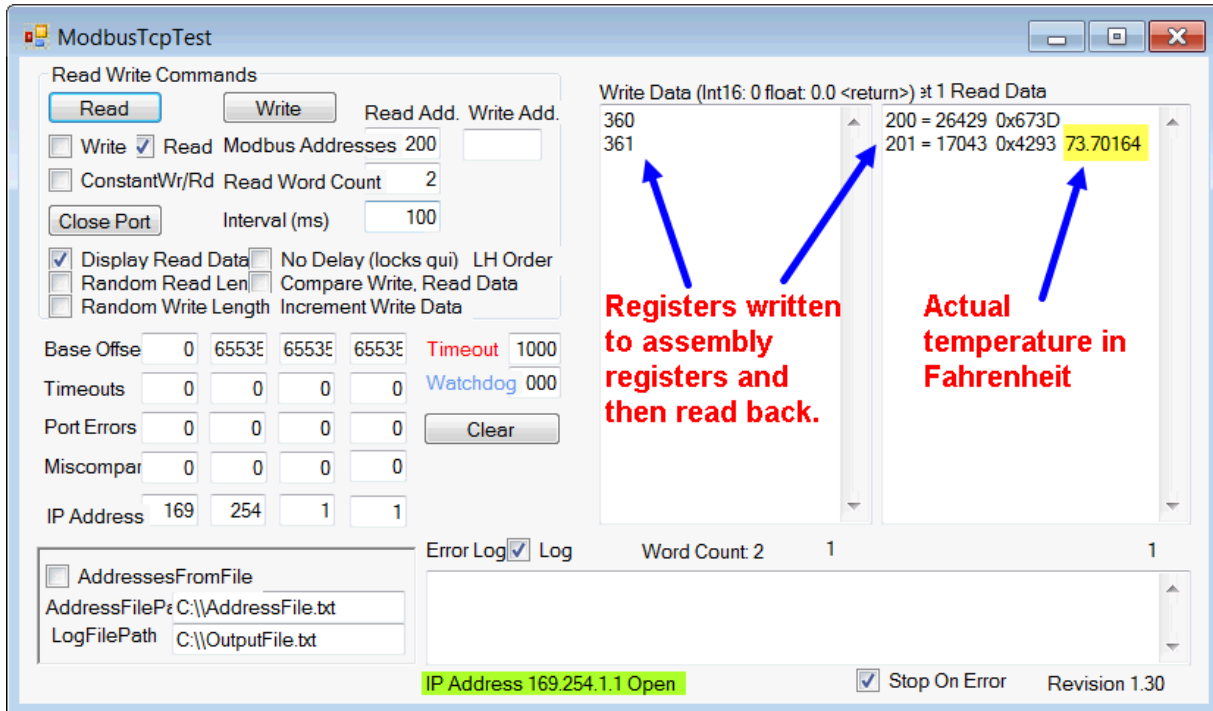 ModbusTcpTest
Read Write Commands
Read Write Read Add. Write Add.
Write Read Modbus Addresses 200
ConstantWr/Rd Read Word Count 2
Close Port Interval (ms) 100
Display Read Data No Delay (locks gui) LH Order
Random Read Len Compare Write, Read Data
Random Write Length Increment Write Data
Base Offse 0 65535 65535 65535 Timeout 1000
Timeouts 0 0 0 0 Watchdog 000
Port Errors 0 0 0 0 Clear
Miscompar 0 0 0 0
IP Address 169 254 1 1
Write Data (Int16: 0 float: 0.0 <return>) et 1 Read Data
360
361
200 = 26429 0x673D
201 = 17043 0x4293 73.70164
Registers written
to assembly
registers and
then read back.
Actual
temperature in
Fahrenheit
Error Log Log Word Count: 2 1 1
AddressesFromFile
AddressFilePa C:\\AddressFile.txt
LogFilePath C:\\OutputFile.txt
IP Address 169.254.1.1 Open
Stop On Error Revision 1.30